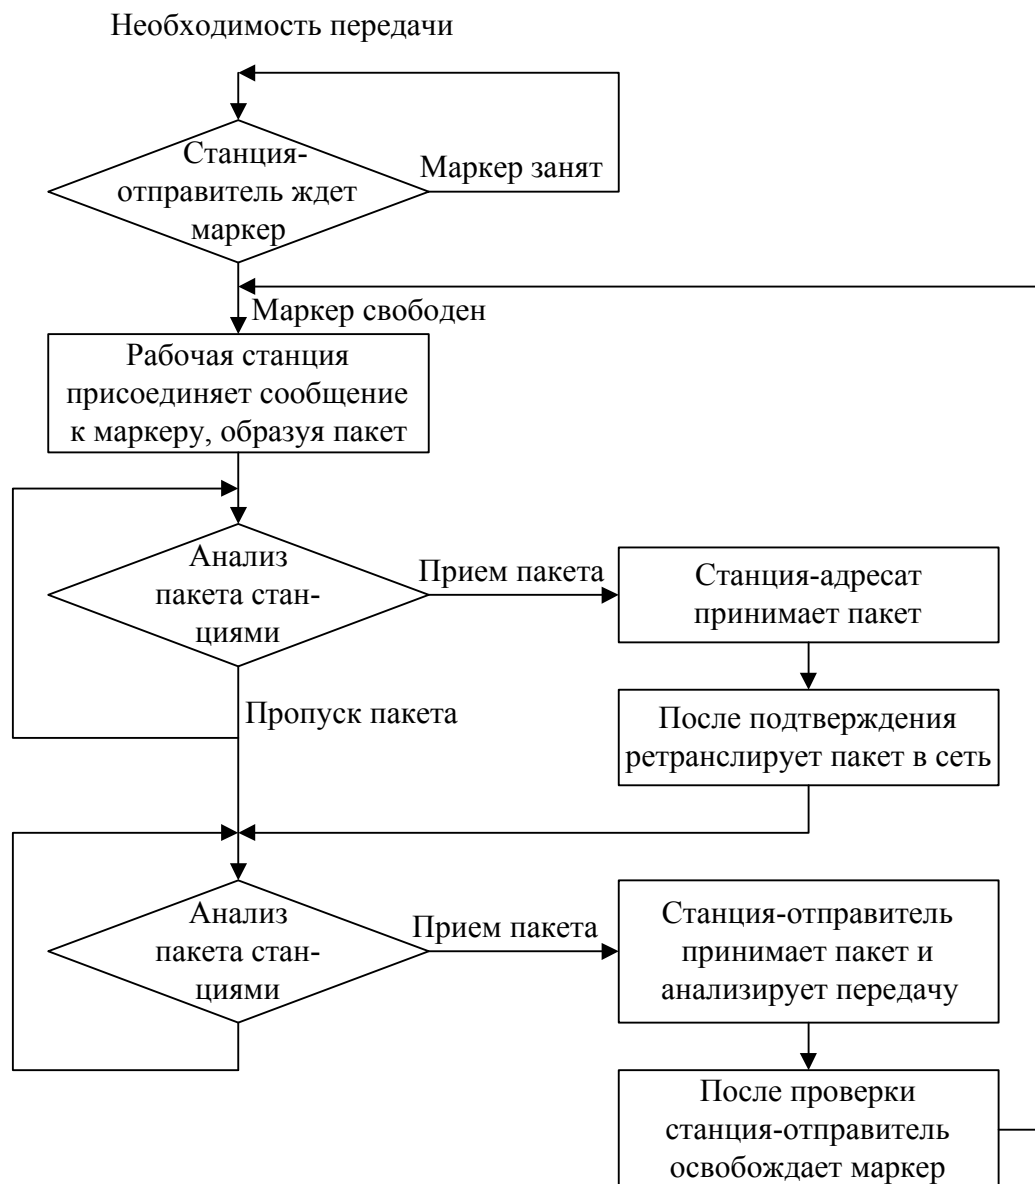 Необходимость передачи
Станция-
отправитель ждет
маркер
Маркер занят
Маркер свободен
Рабочая станция
присоединяет сообщение
к маркеру, образуя пакет
Анализ
пакета стан-
циями
Прием пакета
Станция-адресат
принимает пакет
Пропуск пакета
После подтверждения
ретранслирует пакет в сеть
Анализ
пакета стан-
циями
Прием пакета
Станция-отправитель
принимает пакет и
анализирует передачу
После проверки
станция-отправитель
освобождает маркер